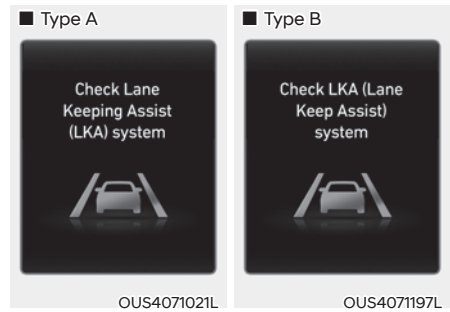 ■ Type A
Check Lane
Keeping Assist
(LKA) system
OUS4071021L
■ Type B
Check LKA (Lane
Keep Assist)
system
OUS4071197L